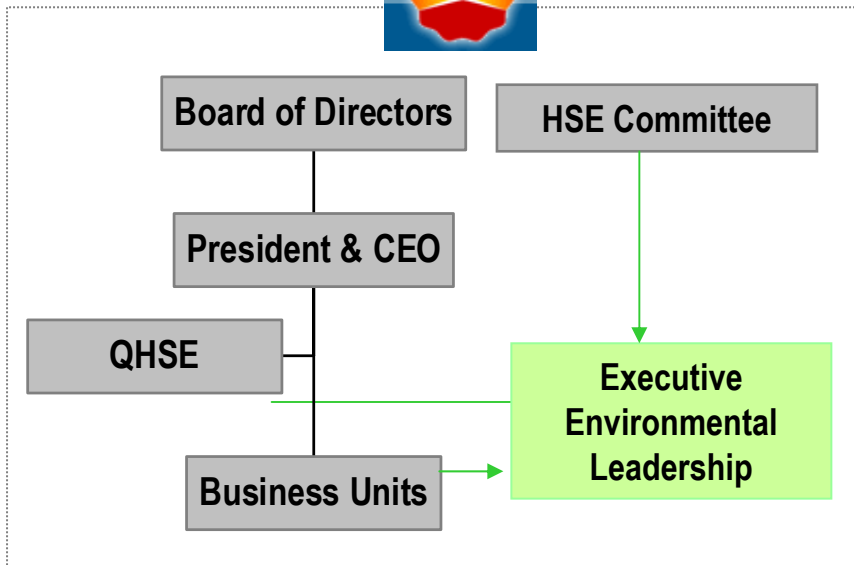 Board of Directors
HSE Committee
President & CEO
QHSE
Executive
Environmental
Leadership
Business Units